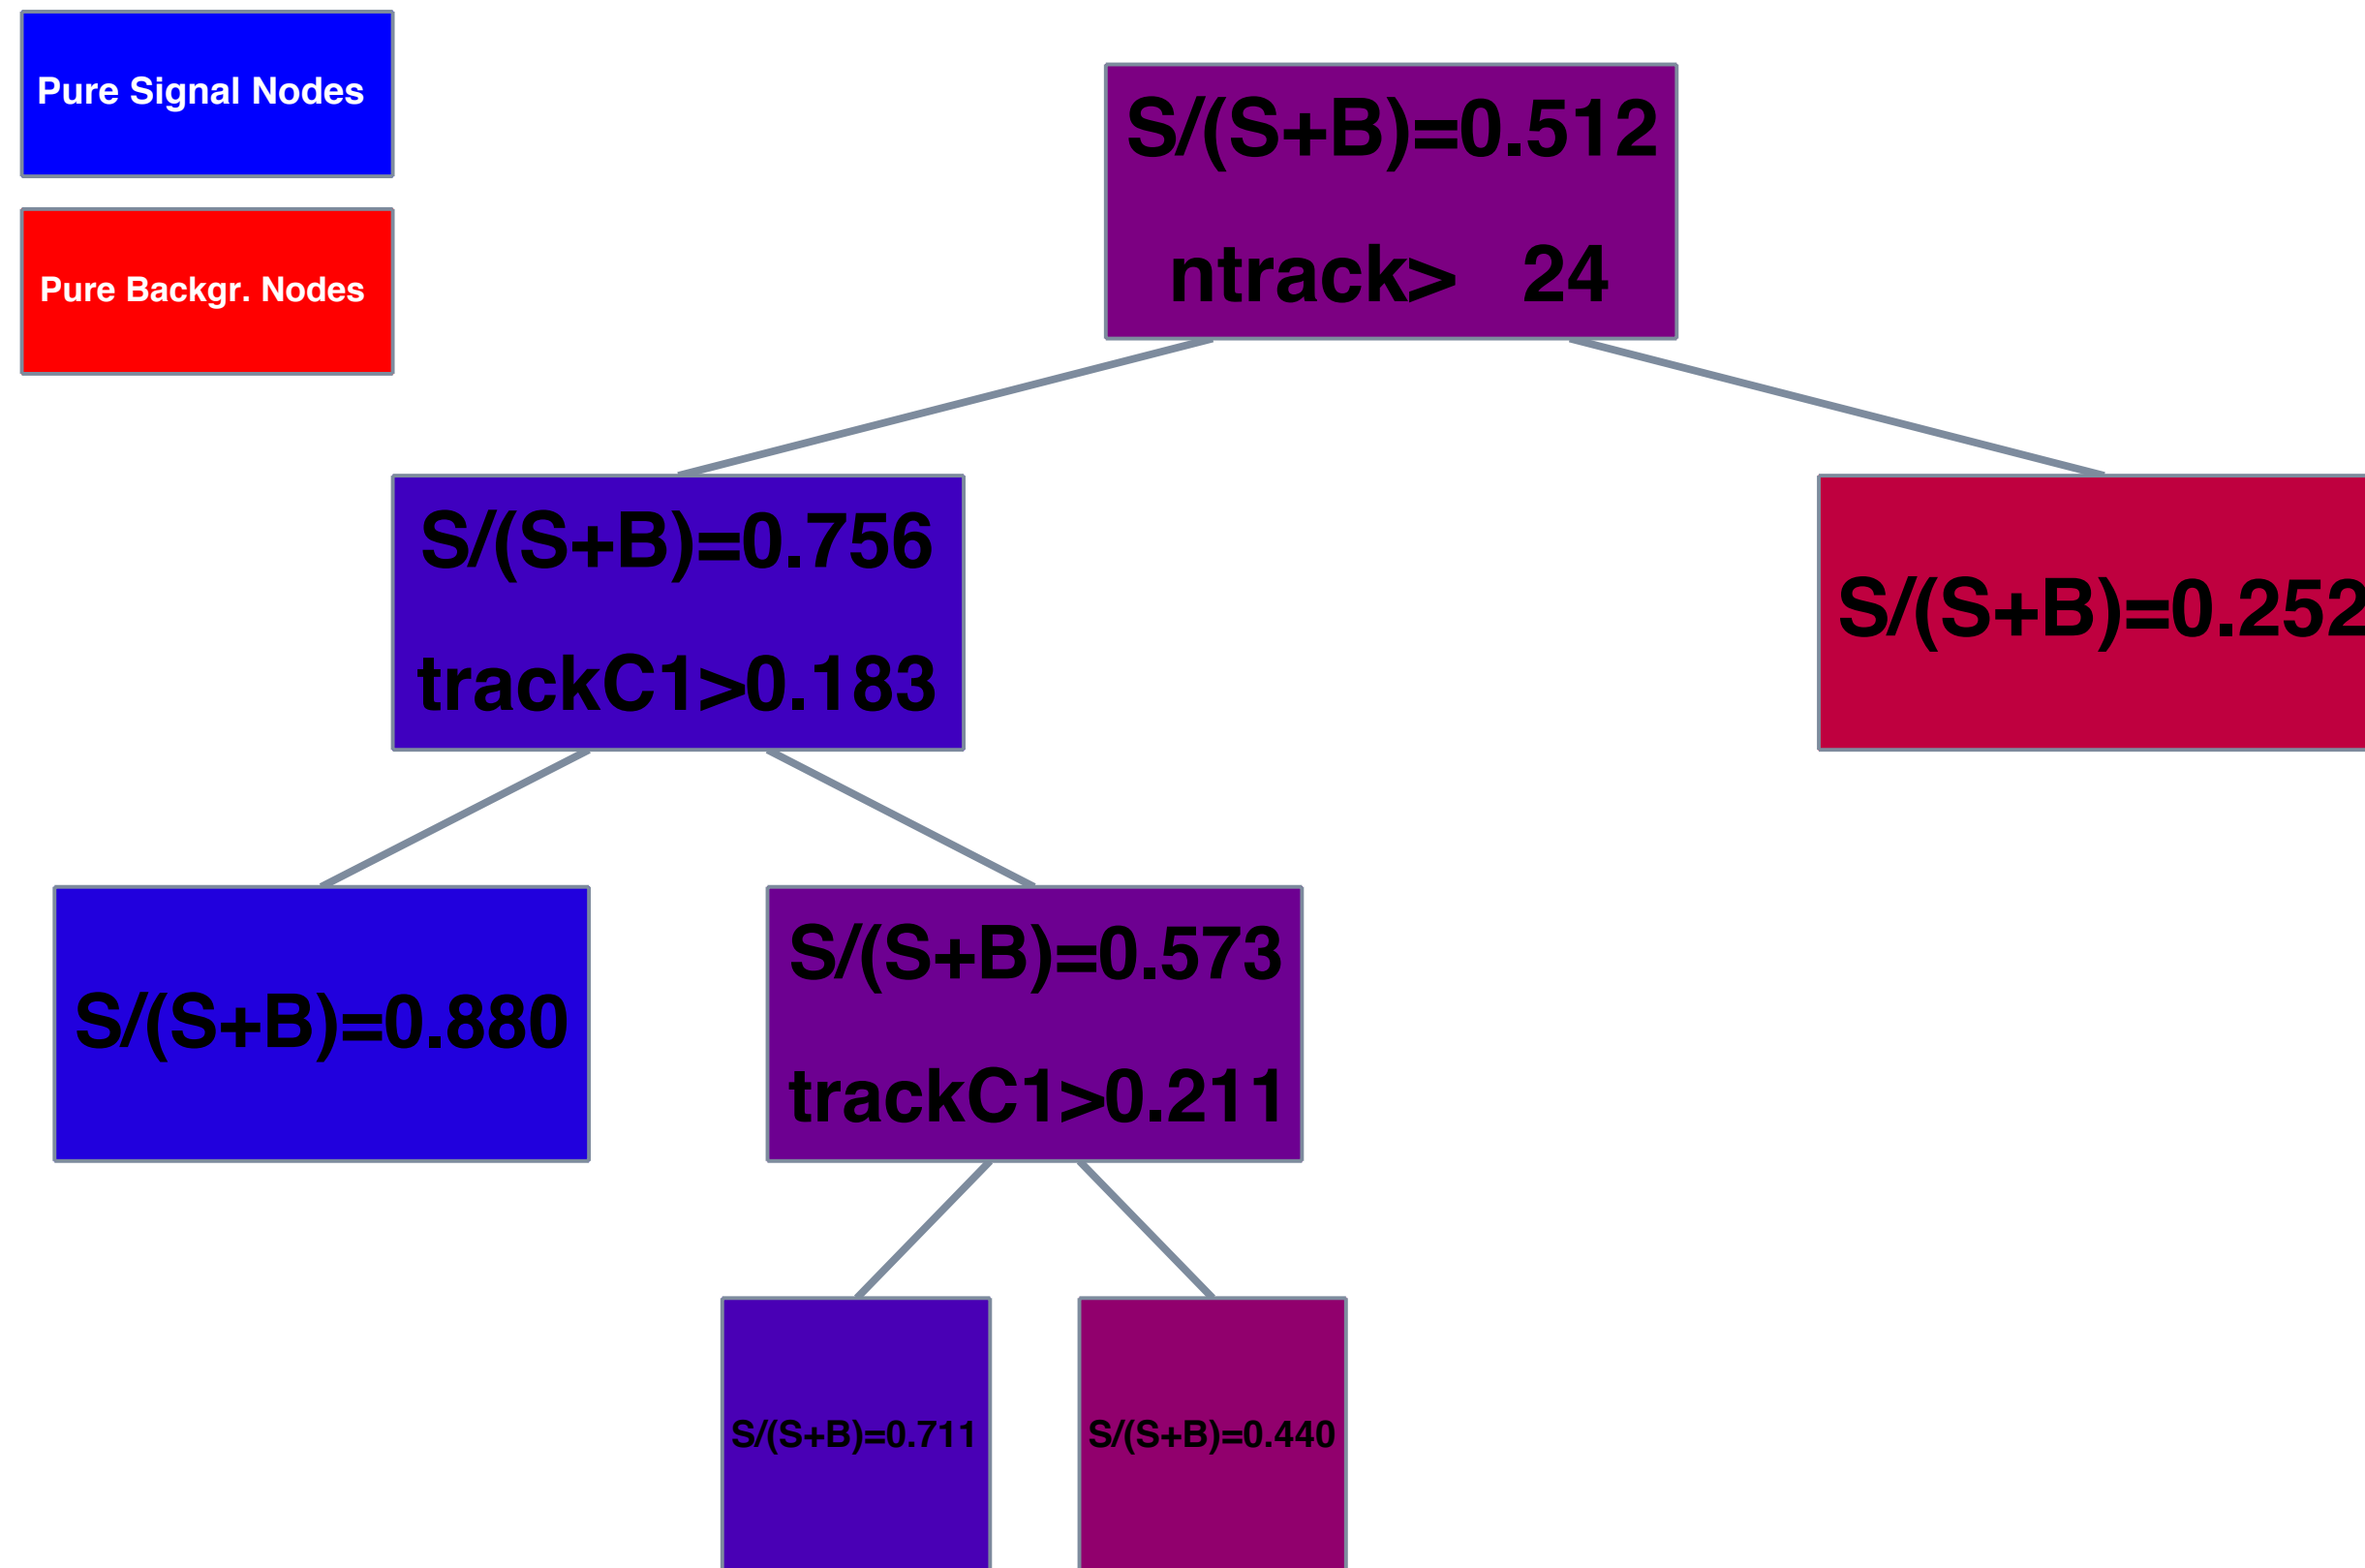 Pure Signal Nodes
Pure Backgr. Nodes
S/(S+B)=0.512
ntrack> 24
S/(S+B)=0.756
trackC1>0.183
S/(S+B)=0.252
S/(S+B)=0.880
S/(S+B)=0.573
trackC1>0.211
S/(S+B)=0.711
S/(S+B)=0.440